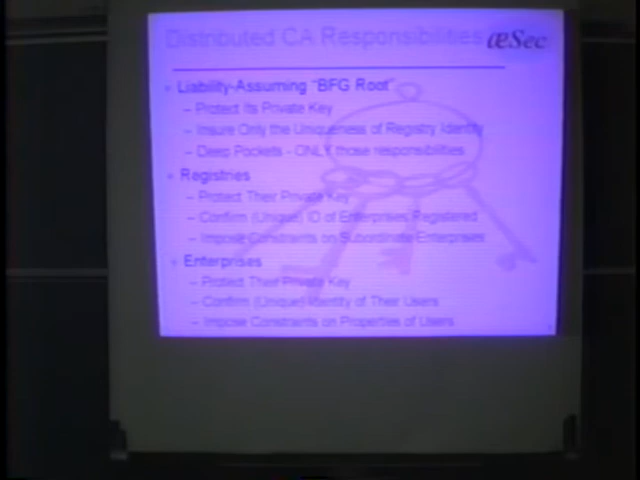 Distributed CA Responsibilities
æSec
• Liability-Assuming "BFG Root"
– Protect Its Private Key
– Insure Only the Uniqueness of Registry Identity
– Deep Pockets - ONLY those responsibilities
• Registries
– Protect Their Private Key
– Confirm (Unique) ID of Enterprises Registered
– Impose Constraints on Subordinate Enterprises
• Enterprises
– Protect Their Private Key
– Confirm (Unique) Identity of Their Users
– Impose Constraints on Properties of Users